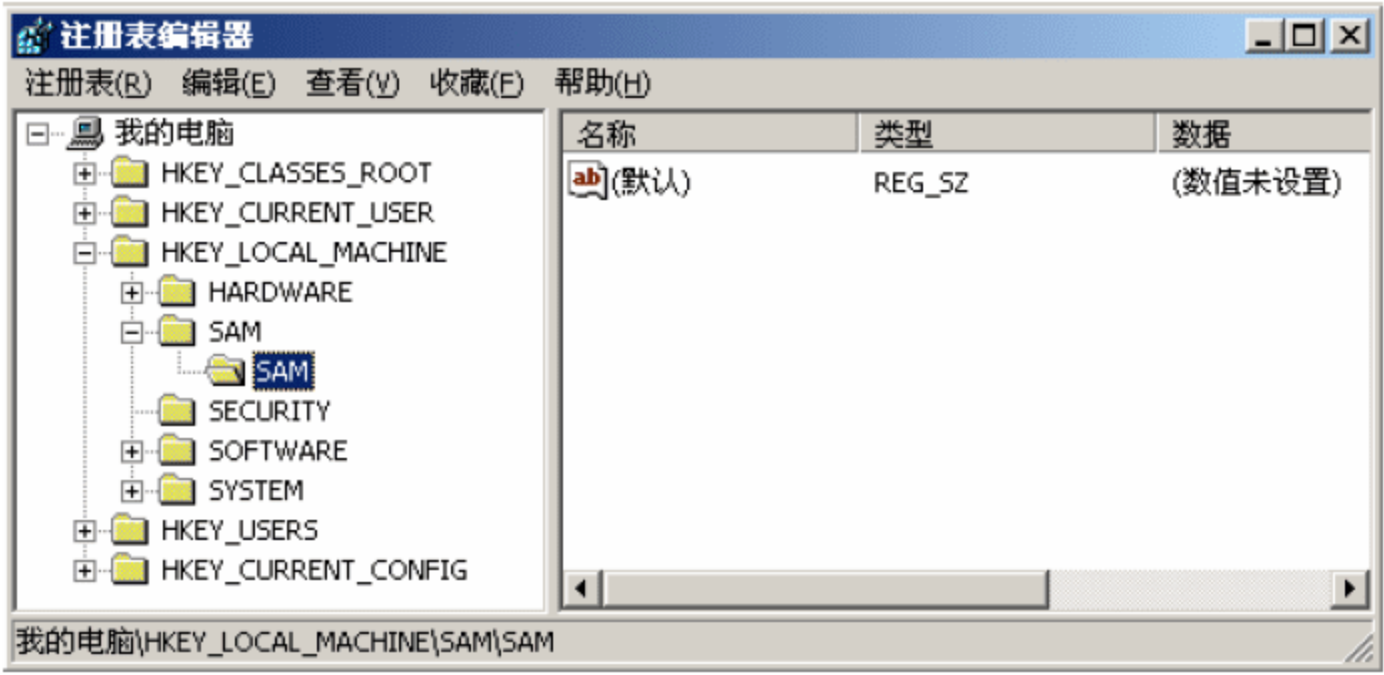 注册表编辑器
注册表(R) 编辑(E) 查看(V) 收藏(F) 帮助(H)
我的电脑
HKEY_CLASSES_ROOT
HKEY_CURRENT_USER
HKEY_LOCAL_MACHINE
HARDWARE
SAM
SAM
SECURITY
SOFTWARE
SYSTEM
HKEY_USERS
HKEY_CURRENT_CONFIG
名称 类型 数据
ab (默认) REG_SZ (数值未设置)
我的电脑\HKEY_LOCAL_MACHINE\SAM\SAM